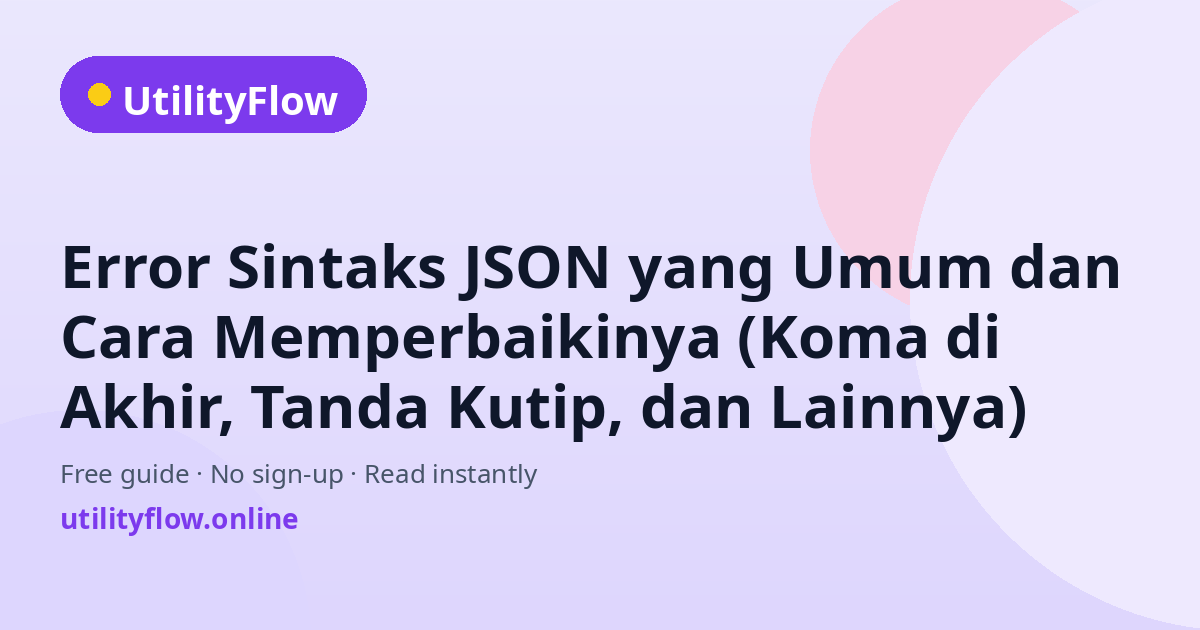 UtilityFlow
Error Sintaks JSON yang Umum dan
Cara Memperbaikinya (Koma di
Akhir, Tanda Kutip, dan Lainnya)
Free guide · No sign-up · Read instantly
utilityflow.online